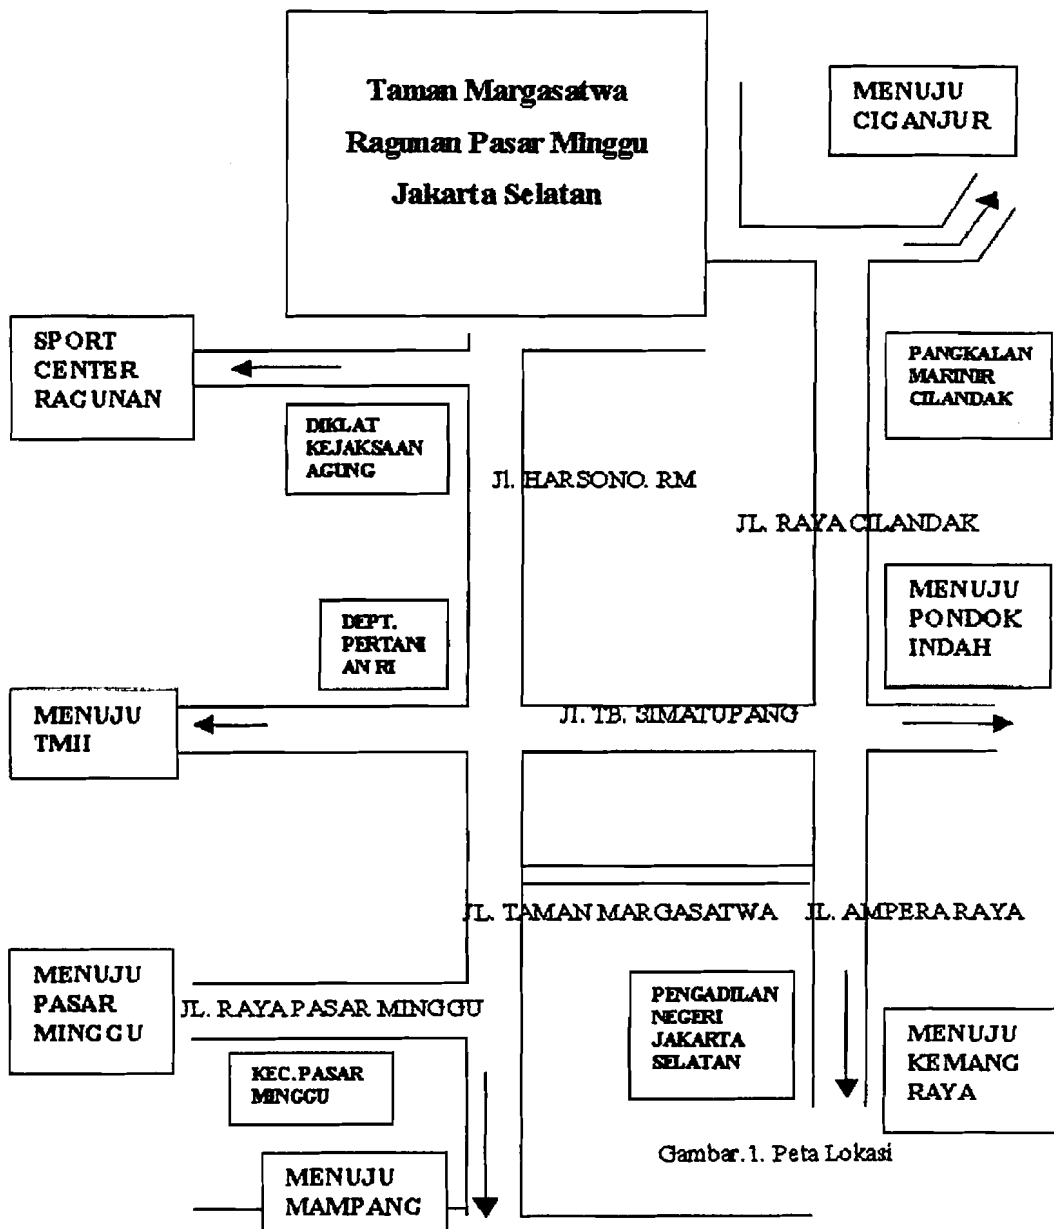 Taman Margasatwa
Ragunan Pasar Minggu
Jakarta Selatan
MENUJU
CIGANJUR
SPORT
CENTER
RAGUNAN
PANGKALAN
MARINIR
CILANDAK
DIKLAT
KEJAKSAAN
AGUNG
Jl. HARSONO. RM
JL. RAYA CILANDAK
MENUJU
PONDOK
INDAH
DEPT.
PERTANI
AN RI
MENUJU
TMII
Jl. TB. SIMATUPANG
JL. TAMAN MARGASATWA
JL. AMPERA RAYA
MENUJU
PASAR
MINGGU
JL. RAYA PASAR MINGGU
PENGADILAN
NEGERI
JAKARTA
SELATAN
MENUJU
KEMANG
RAYA
KEC. PASAR
MINGGU
Gambar.1. Peta Lokasi
MENUJU
MAMPANG